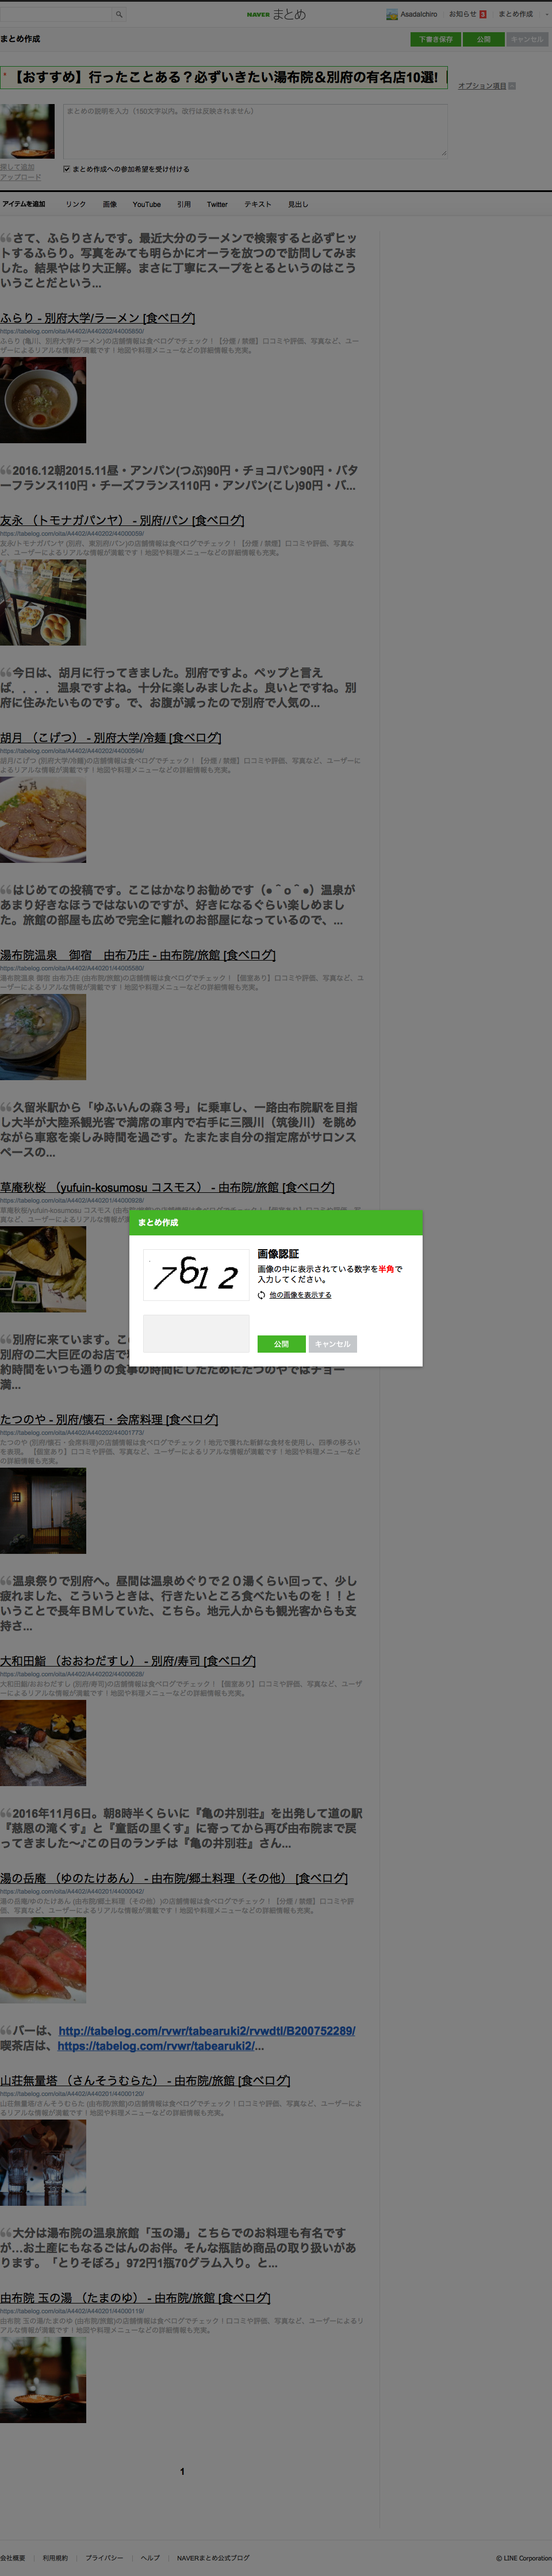 NAVER まとめ
AsadaIchiro お知らせ 3 まとめ作成
まとめ作成
下書き保存 公開 キャンセル
【おすすめ】行ったことある？必ずいきたい湯布院＆別府の有名店10選!
オプション項目
まとめの説明を入力（150文字以内。改行は反映されません）
探して追加
アップロード
まとめ作成への参加希望を受け付ける
アイテムを追加 リンク 画像 YouTube 引用 Twitter テキスト 見出し
さて、ふらりさんです。最近大分のラーメンで検索すると必ずヒッ
トするふらり。写真をみても明らかにオーラを放つので訪問してみ
ました。結果やはり大正解。まさに丁寧にスープをとるというのはこう
いうことだという...
ふらり - 別府大学/ラーメン [食べログ]
https://tabelog.com/oita/A4402/A440202/44005650/
ふらり (亀川、別府大学/ラーメン)の店舗情報は食べログでチェック！【分煙 / 禁煙】口コミや評価、写真など、ユー
ザーによるリアルな情報が満載です！地図や料理メニューなどの詳細情報も充実。
2016.12朝2015.11昼・アンパン(つぶ)90円・チョコパン90円・バタ
ーフランス110円・チーズフランス110円・アンパン(こし)90円・バ...
友永 （トモナガパンヤ） - 別府/パン [食べログ]
https://tabelog.com/oita/A4402/A440202/44000059/
友永/トモナガパンヤ (別府、東別府/パン)の店舗情報は食べログでチェック！【分煙 / 禁煙】口コミや評価、写真な
ど、ユーザーによるリアルな情報が満載です！地図や料理メニューなどの詳細情報も充実。
今日は、胡月に行ってきました。別府ですよ。ペップと言え
ば．．．．温泉ですよね。十分に楽しみましたよ。良いとですね。別
府に住みたいものです。で、お腹が減ったので別府で人気の...
胡月 （こげつ） - 別府大学/冷麺 [食べログ]
https://tabelog.com/oita/A4402/A440202/44000594/
胡月/こげつ (別府大学/冷麺)の店舗情報は食べログでチェック！【分煙 / 禁煙】口コミや評価、写真など、ユーザーに
よるリアルな情報が満載です！地図や料理メニューなどの詳細情報も充実。
はじめての投稿です。ここはかなりお勧めです（●＾o＾●）温泉が
あまり好きなほうではないのですが、好きになるぐらい楽しめまし
た。旅館の部屋も広めで完全に離れのお部屋になっているので、...
湯布院温泉　御宿　由布乃庄 - 由布院/旅館 [食べログ]
https://tabelog.com/oita/A4402/A440201/44005580/
湯布院温泉 御宿 由布乃庄 (由布院/旅館)の店舗情報は食べログでチェック！【個室あり】口コミや評価、写真など、ユ
ーザーによるリアルな情報が満載です！地図や料理メニューなどの詳細情報も充実。
久留米駅から「ゆふいんの森３号」に乗車し、一路由布院駅を目指
し大半が大陸系観光客で満席の車内で右手に三隈川（筑後川）を眺め
ながら車窓を楽しみ時間を過ごす。たまたま自分の指定席がサロンス
ペースの...
草庵秋桜 （yufuin-kosumosu コスモス） - 由布院/旅館 [食べログ]
https://tabelog.com/oita/A4402/A440201/44000928/
まとめ作成
7612
画像認証
画像の中に表示されている数字を半角で
入力してください。
他の画像を表示する
公開 キャンセル
別府に来ています。こ
別府の二大巨匠のお店で
約時間をいつも通りの食事の時間にしたためにたつのやはチョー
満...
たつのや - 別府/懐石・会席料理 [食べログ]
https://tabelog.com/oita/A4402/A440202/44001773/
たつのや (別府/懐石・会席料理)の店舗情報は食べログでチェック！地元で獲れた新鮮な食材を使用し、四季の移ろい
を表現。 【個室あり】口コミや評価、写真など、ユーザーによるリアルな情報が満載です！地図や料理メニューなど
の詳細情報も充実。
温泉祭りで別府へ。昼間は温泉めぐりで２０湯くらい回って、少し
疲れました、こういうときは、行きたいところ食べたいものを！！と
いうことで長年ＢＭしていた、こちら。地元人からも観光客からも支
持さ...
大和田鮨 （おおわだすし） - 別府/寿司 [食べログ]
https://tabelog.com/oita/A4402/A440202/44000628/
大和田鮨/おおわだすし (別府/寿司)の店舗情報は食べログでチェック！【個室あり】口コミや評価、写真など、ユーザ
ーによるリアルな情報が満載です！地図や料理メニューなどの詳細情報も充実。
2016年11月6日。朝8時半くらいに『亀の井別荘』を出発して道の駅
『慈恩の滝くす』と『童話の里くす』に寄ってから再び由布院まで戻
ってきました～♪この日のランチは『亀の井別荘』さん...
湯の岳庵 （ゆのたけあん） - 由布院/郷土料理（その他） [食べログ]
https://tabelog.com/oita/A4402/A440201/44000042/
湯の岳庵/ゆのたけあん (由布院/郷土料理（その他）)の店舗情報は食べログでチェック！【分煙 / 禁煙】口コミや評
価、写真など、ユーザーによるリアルな情報が満載です！地図や料理メニューなどの詳細情報も充実。
バーは、http://tabelog.com/rvwr/tabearuki2/rvwdtl/B200752289/
喫茶店は、https://tabelog.com/rvwr/tabearuki2/...
山荘無量塔 （さんそうむらた） - 由布院/旅館 [食べログ]
https://tabelog.com/oita/A4402/A440201/44000120/
山荘無量塔/さんそうむらた (由布院/旅館)の店舗情報は食べログでチェック！口コミや評価、写真など、ユーザーによ
るリアルな情報が満載です！地図や料理メニューなどの詳細情報も充実。
大分は湯布院の温泉旅館「玉の湯」こちらでのお料理も有名です
が…お土産にもなるごはんのお伴。そんな瓶詰め商品の取り扱いがあ
ります。「とりそぼろ」972円1瓶70グラム入り。と...
由布院 玉の湯 （たまのゆ） - 由布院/旅館 [食べログ]
https://tabelog.com/oita/A4402/A440201/44000119/
由布院 玉の湯/たまのゆ (由布院/旅館)の店舗情報は食べログでチェック！口コミや評価、写真など、ユーザーによるリ
アルな情報が満載です！地図や料理メニューなどの詳細情報も充実。
1
会社概要 利用規約 プライバシー ヘルプ NAVERまとめ公式ブログ
© LINE Corporation